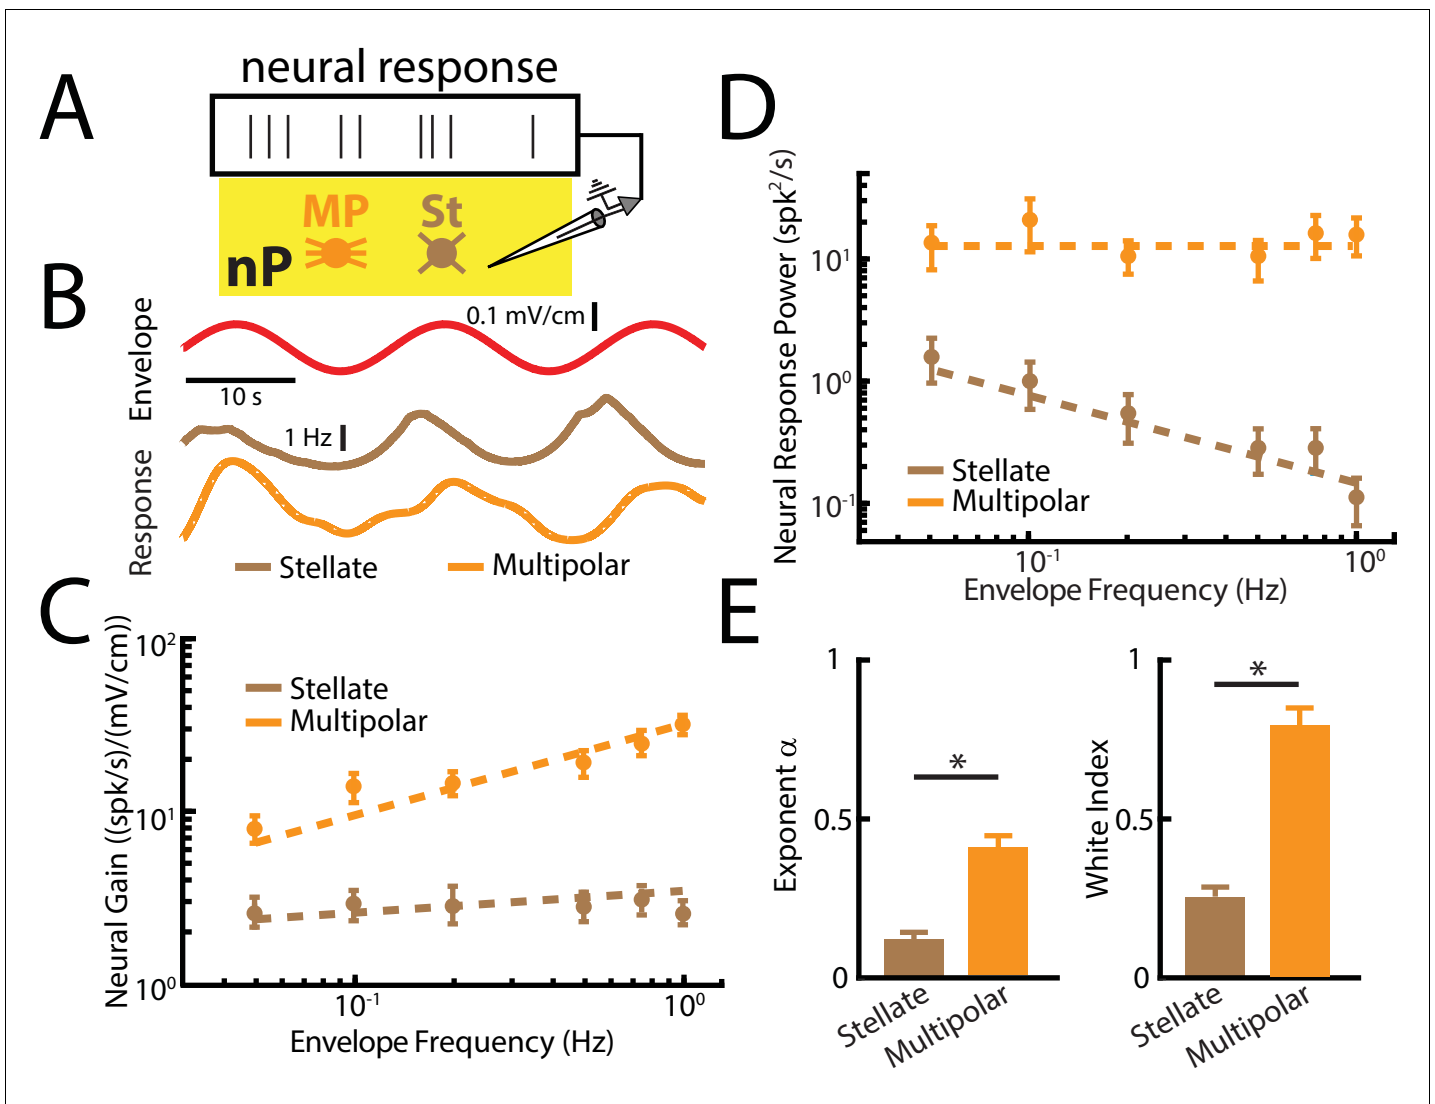 A
neural response
MP
St
nP
B
Envelope
0.1 mV/cm
10 s
Response
1 Hz
Stellate
Multipolar
C
Neural Gain ((spk/s)/(mV/cm))
10²
10¹
10⁰
Stellate
Multipolar
10⁻¹
10⁰
Envelope Frequency (Hz)
D
Neural Response Power (spk²/s)
10¹
10⁰
10⁻¹
Stellate
Multipolar
10⁻¹
10⁰
Envelope Frequency (Hz)
E
Exponent α
1
0.5
0
*
Stellate
Multipolar
White Index
1
0.5
0
*
Stellate
Multipolar